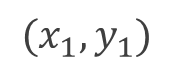 (x₁, y₁)